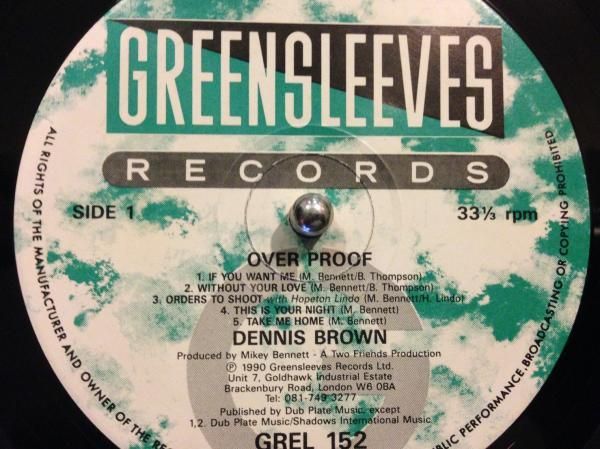 GREENSLEEVES
RECORDS
SIDE 1
33⅓ rpm
OVER PROOF
1. IF YOU WANT ME (M. Bennett/B. Thompson)
2. WITHOUT YOUR LOVE (M. Bennett/B. Thompson)
3. ORDERS TO SHOOT with Hopeton Lindo (M. Bennett/H. Lindo)
4. THIS IS YOUR NIGHT (M. Bennett)
5. TAKE ME HOME (M. Bennett)
DENNIS BROWN
Produced by Mikey Bennett - A Two Friends Production
Ⓟ 1990 Greensleeves Records Ltd.
Unit 7, Goldhawk Industrial Estate
Brackenbury Road, London W6 0BA
Tel: 081-749 3277
Published by Dub Plate Music, except
1,2. Dub Plate Music/Shadows International Music
GREL 152
ALL RIGHTS OF THE MANUFACTURER AND OWNER OF THE
PUBLIC PERFORMANCE. BROADCASTING OR COPYING PROHIBITED